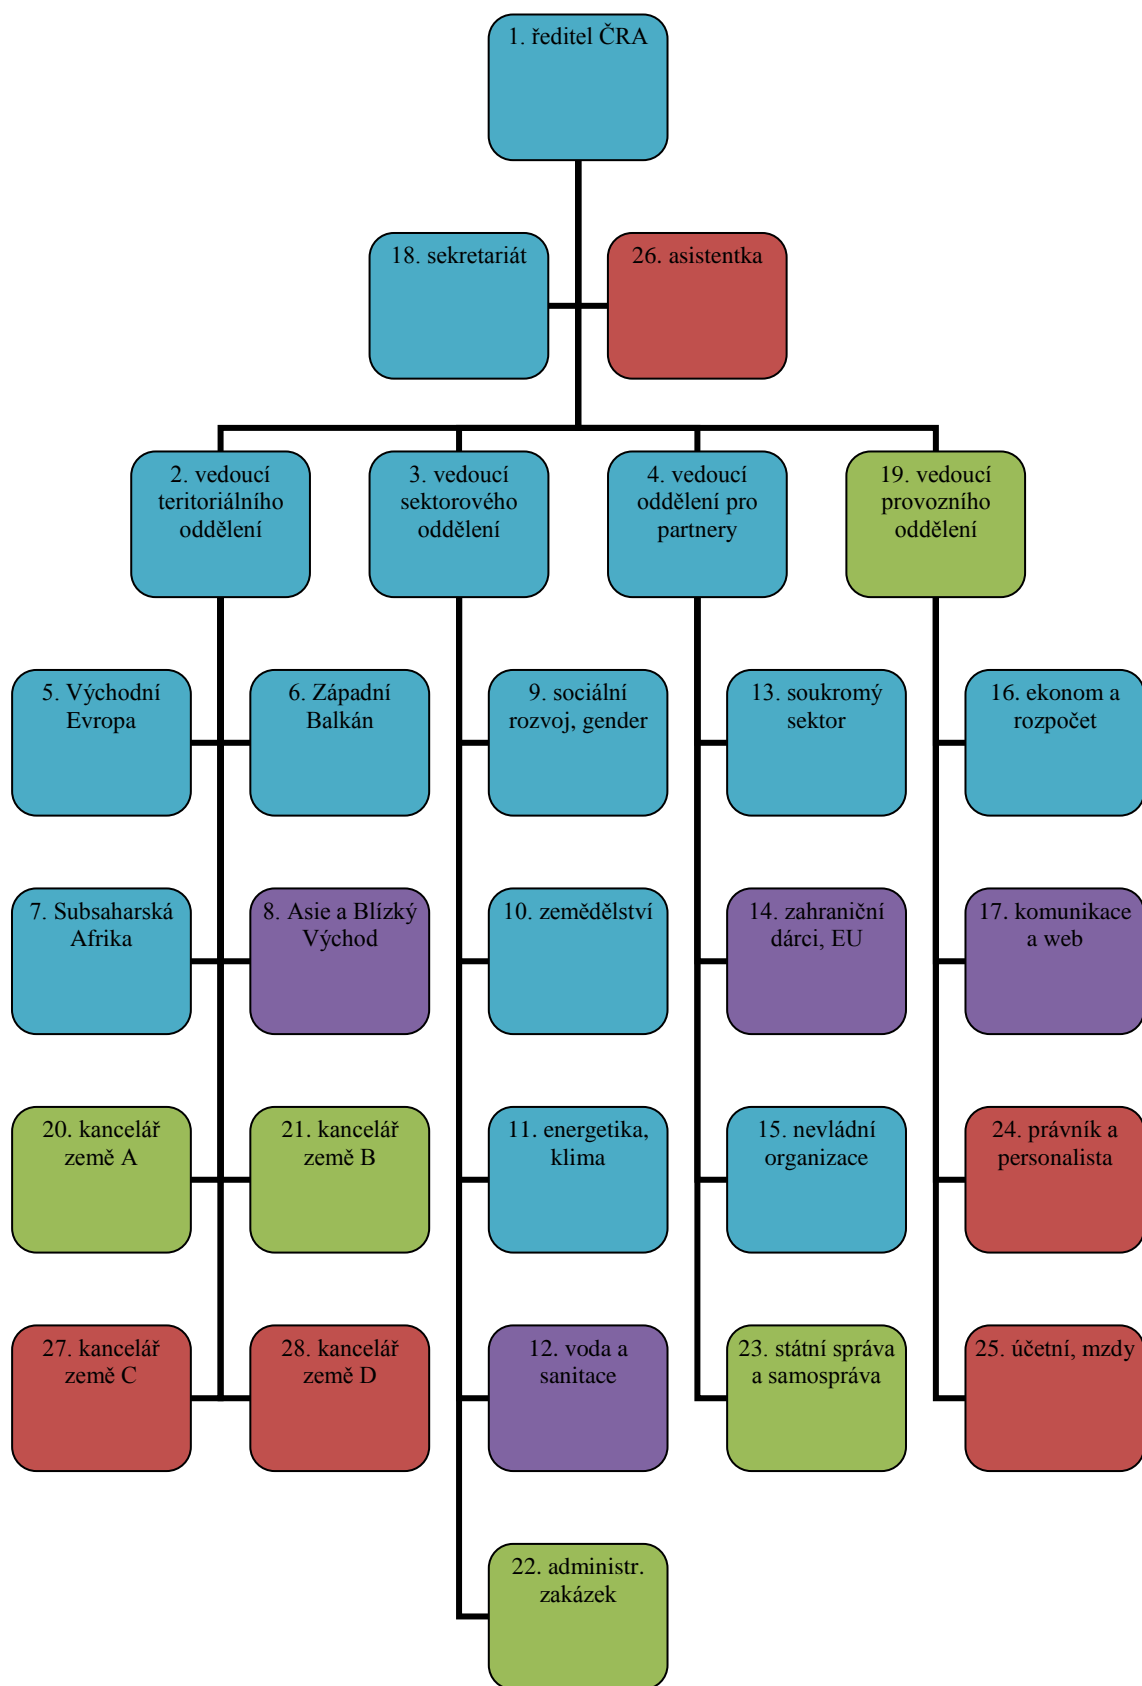 1. ředitel ČRA
18. sekretariát
26. asistentka
2. vedoucí
teritoriálního
oddělení
3. vedoucí
sektorového
oddělení
4. vedoucí
oddělení pro
partnery
19. vedoucí
provozního
oddělení
5. Východní
Evropa
6. Západní
Balkán
9. sociální
rozvoj, gender
13. soukromý
sektor
16. ekonom a
rozpočet
7. Subsaharská
Afrika
8. Asie a Blízký
Východ
10. zemědělství
14. zahraniční
dárci, EU
17. komunikace
a web
20. kancelář
země A
21. kancelář
země B
11. energetika,
klima
15. nevládní
organizace
24. právník a
personalista
27. kancelář
země C
28. kancelář
země D
12. voda a
sanitace
23. státní správa
a samospráva
25. účetní, mzdy
22. administr.
zakázek